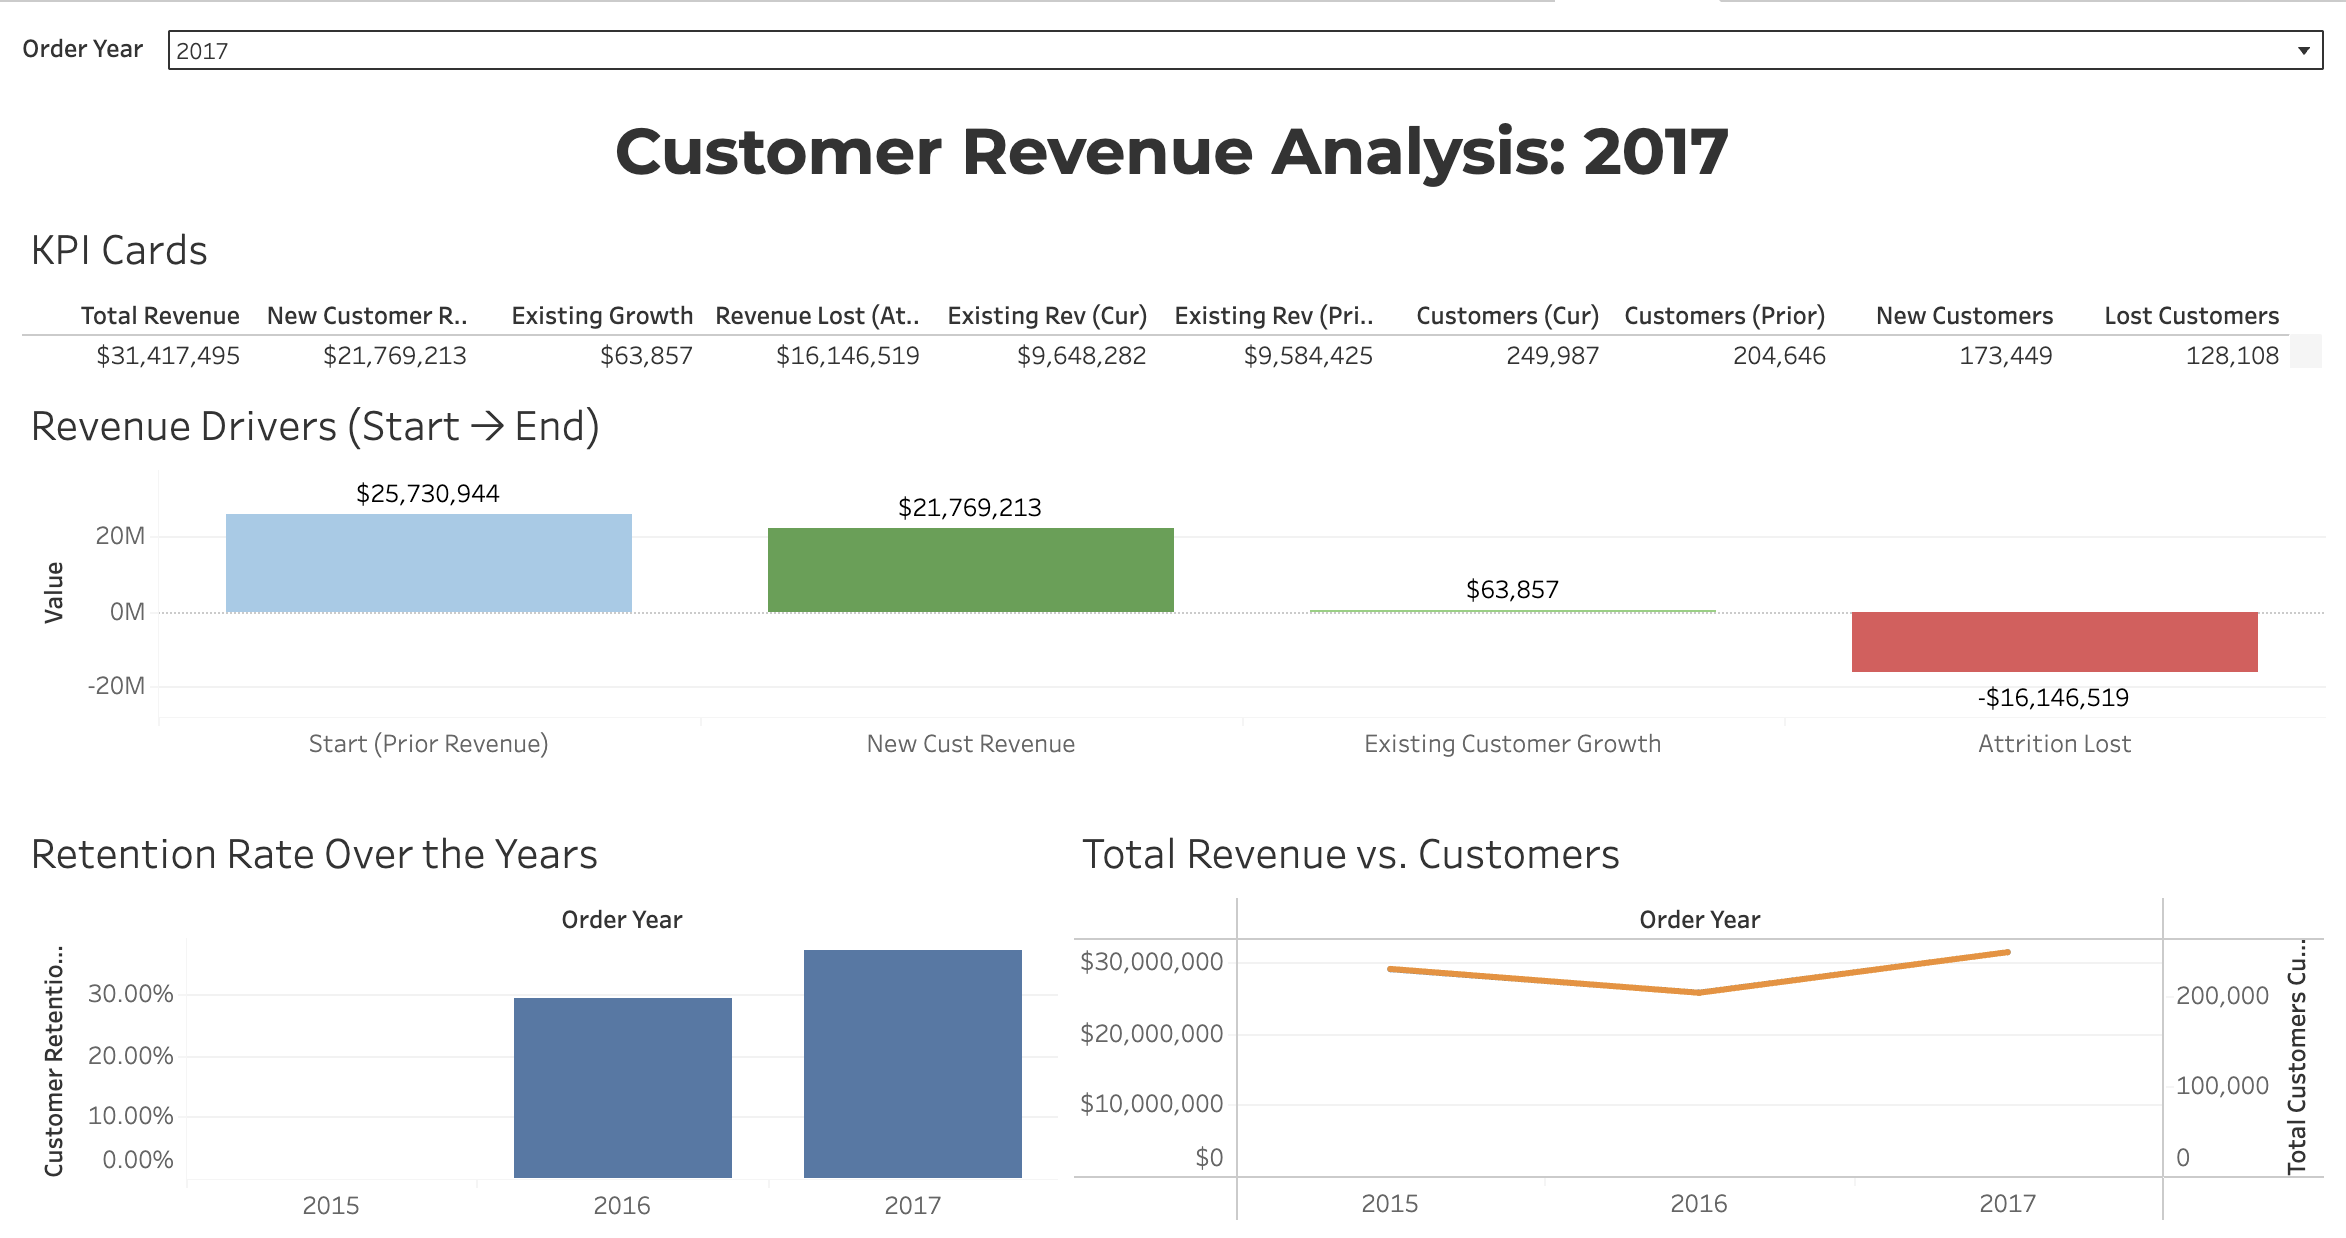 Order Year 2017
Customer Revenue Analysis: 2017
KPI Cards
Total Revenue New Customer R.. Existing Growth Revenue Lost (At.. Existing Rev (Cur) Existing Rev (Pri.. Customers (Cur) Customers (Prior) New Customers Lost Customers
$31,417,495 $21,769,213 $63,857 $16,146,519 $9,648,282 $9,584,425 249,987 204,646 173,449 128,108
Revenue Drivers (Start → End)
Value
20M
0M
-20M
$25,730,944
$21,769,213
$63,857
-$16,146,519
Start (Prior Revenue) New Cust Revenue Existing Customer Growth Attrition Lost
Retention Rate Over the Years
Order Year
Customer Retentio...
30.00%
20.00%
10.00%
0.00%
2015 2016 2017
Total Revenue vs. Customers
Order Year
$30,000,000
$20,000,000
$10,000,000
$0
200,000
100,000
0
Total Customers Cu...
2015 2016 2017